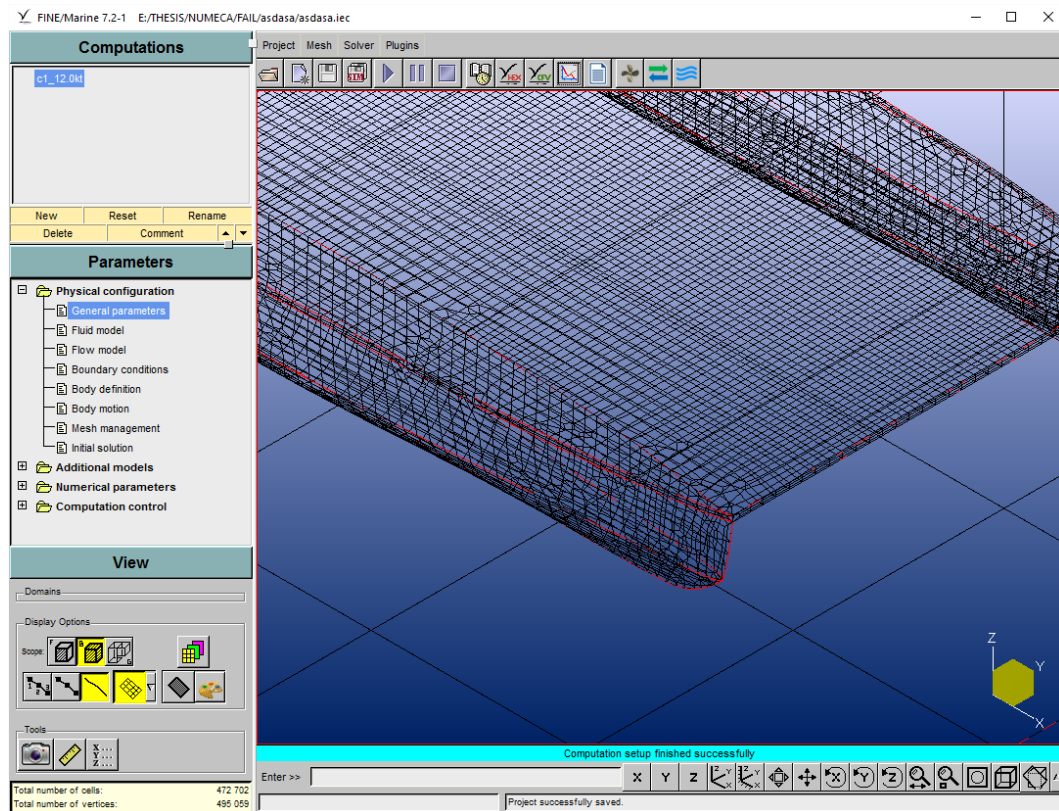 FINE/Marine 7.2-1 E:/THESIS/NUMECA/FAIL/asdasa/asdasa.iec
Computations
Project Mesh Solver Plugins
c1_12.0kt
New Reset Rename
Delete Comment
Parameters
Physical configuration
General parameters
Fluid model
Flow model
Boundary conditions
Body definition
Body motion
Mesh management
Initial solution
Additional models
Numerical parameters
Computation control
View
Domains
Display Options
Scope:
Tools
Z
Y
X
Computation setup finished successfully
Enter >>
X Y Z
Total number of cells: 472 702
Total number of vertices: 495 059
Project successfully saved.